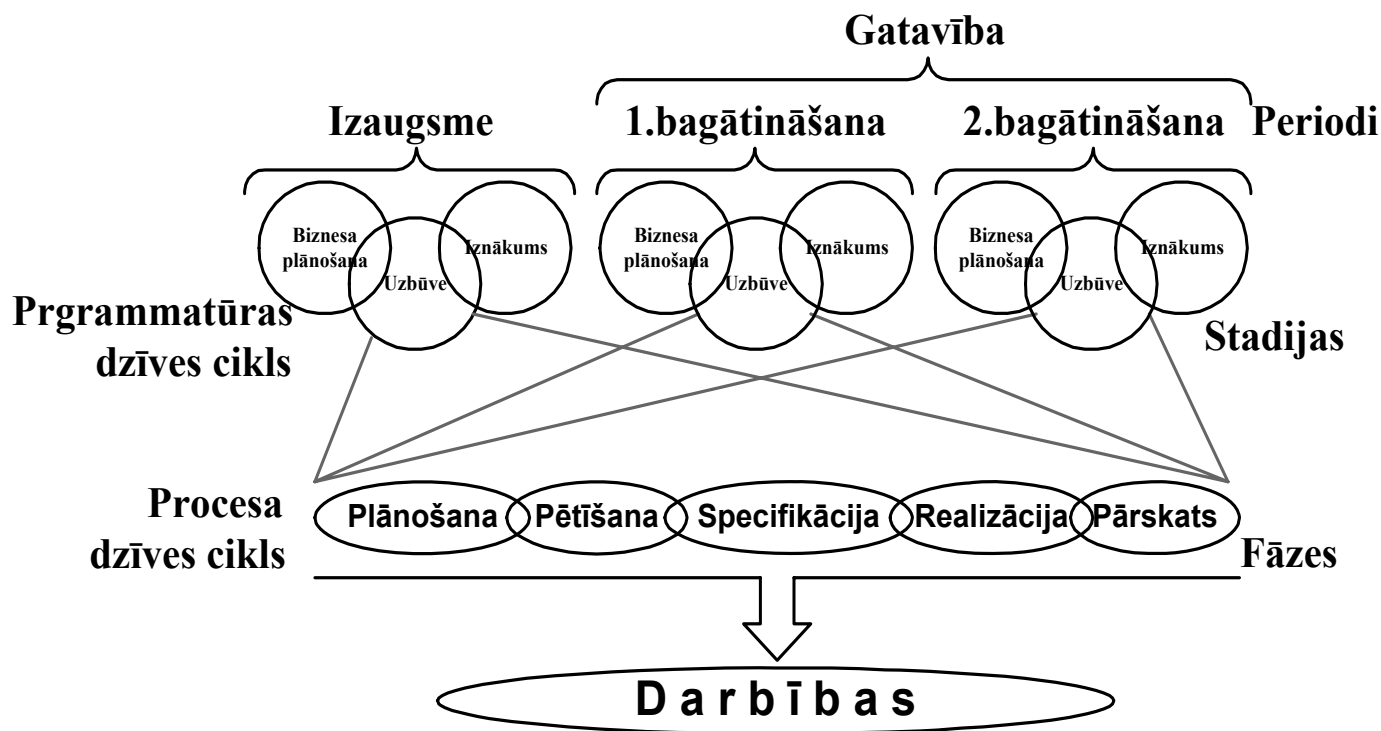 Gatavība
Izaugsme
1.bagātināšana
2.bagātināšana
Periodi
Biznesa
plānošana
Uzbūve
Iznākums
Biznesa
plānošana
Uzbūve
Iznākums
Biznesa
plānošana
Uzbūve
Iznākums
Prgrammatūras
dzīves cikls
Stadijas
Procesa
dzīves cikls
Plānošana
Pētīšana
Specifikācija
Realizācija
Pārskats
Fāzes
Darbības